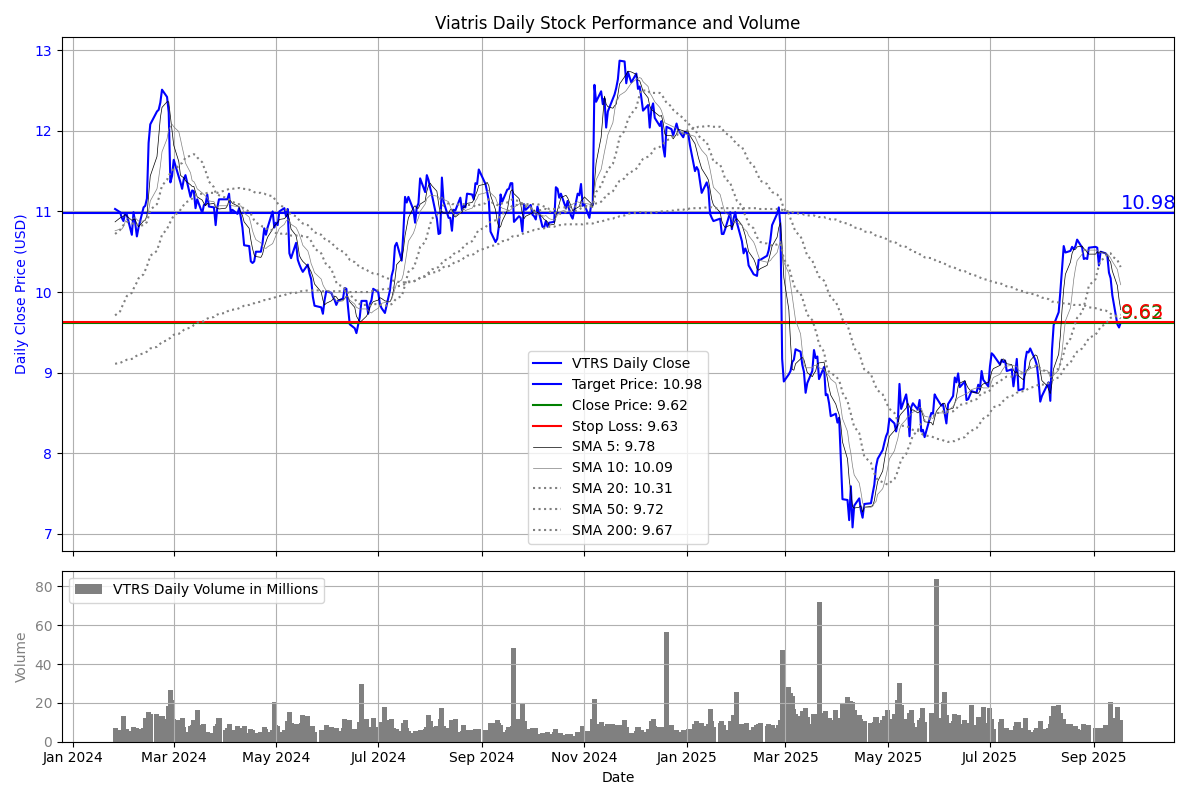 Viatris Daily Stock Performance and Volume
Daily Close Price (USD)
13
12
11
10
9
8
7
10.98
9.63
VTRS Daily Close
Target Price: 10.98
Close Price: 9.62
Stop Loss: 9.63
SMA 5: 9.78
SMA 10: 10.09
SMA 20: 10.31
SMA 50: 9.72
SMA 200: 9.67
Volume
80
60
40
20
0
VTRS Daily Volume in Millions
Jan 2024 Mar 2024 May 2024 Jul 2024 Sep 2024 Nov 2024 Jan 2025 Mar 2025 May 2025 Jul 2025 Sep 2025
Date